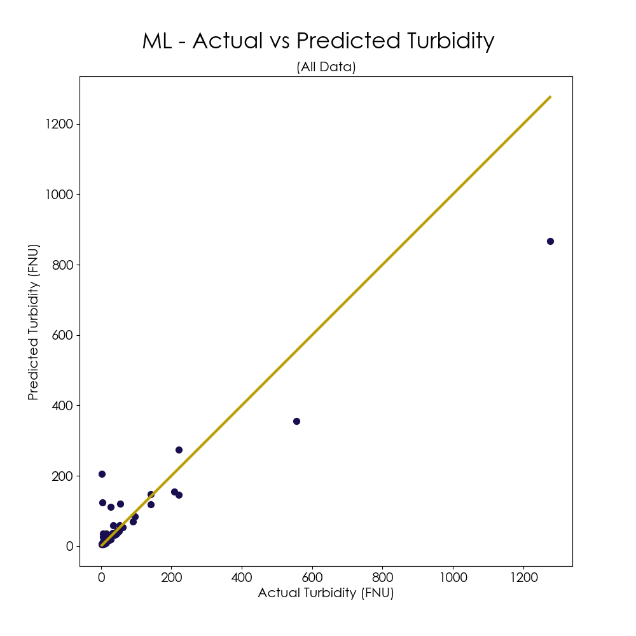 ML - Actual vs Predicted Turbidity
(All Data)
1200
1000
800
600
400
200
0
Predicted Turbidity (FNU)
0 200 400 600 800 1000 1200
Actual Turbidity (FNU)